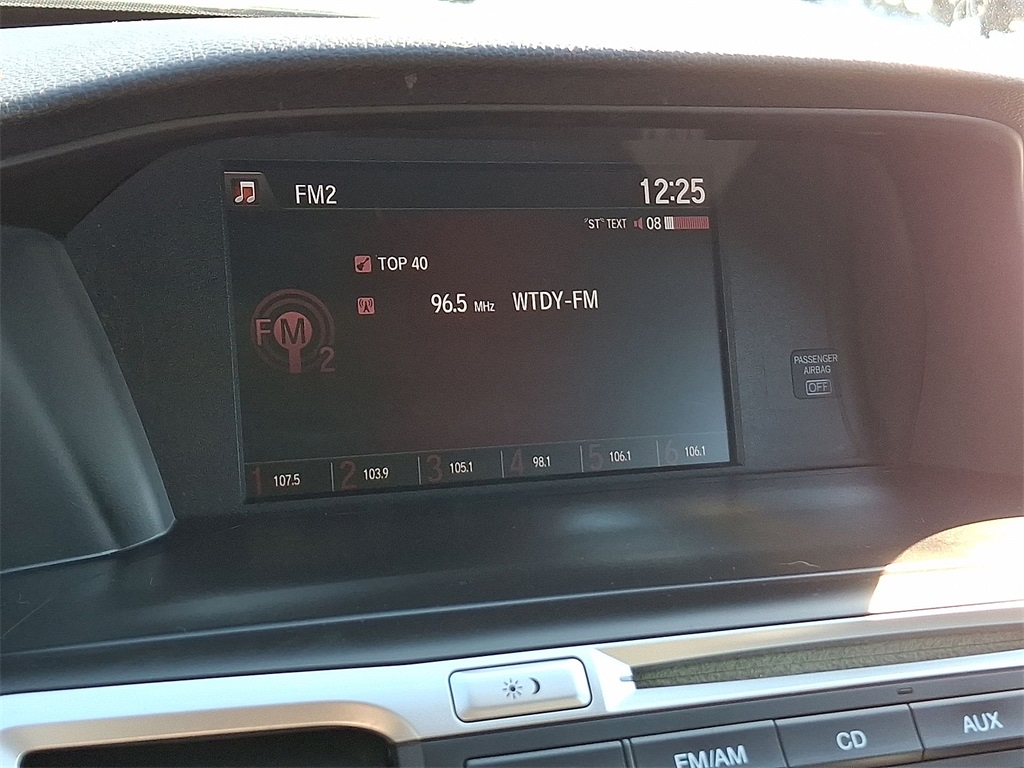 FM2 12:25
ST TEXT 08
TOP 40
96.5 MHz WTDY-FM
FM2
1 107.5 2 103.9 3 105.1 4 98.1 5 106.1 6 106.1
PASSENGER
AIRBAG
OFF
FM/AM CD AUX